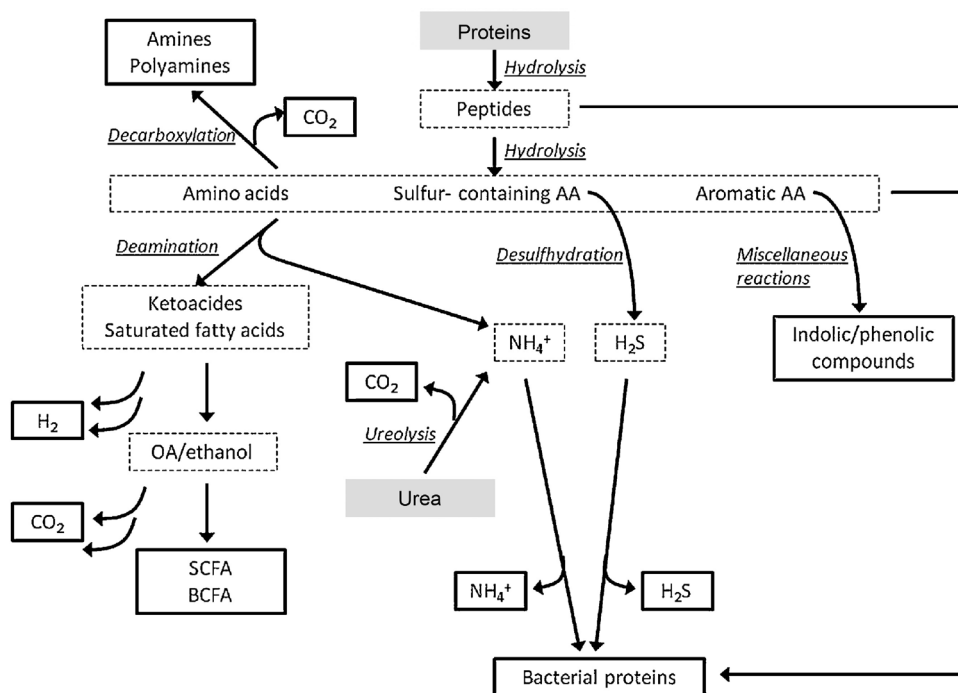 Proteins
Amines
Polyamines
Hydrolysis
Peptides
CO₂
Decarboxylation
Hydrolysis
Amino acids
Sulfur- containing AA
Aromatic AA
Deamination
Desulfhydration
Miscellaneous
reactions
Ketoacides
Saturated fatty acids
NH₄⁺
H₂S
Indolic/phenolic
compounds
CO₂
H₂
Ureolysis
OA/ethanol
Urea
CO₂
SCFA
BCFA
NH₄⁺
H₂S
Bacterial proteins